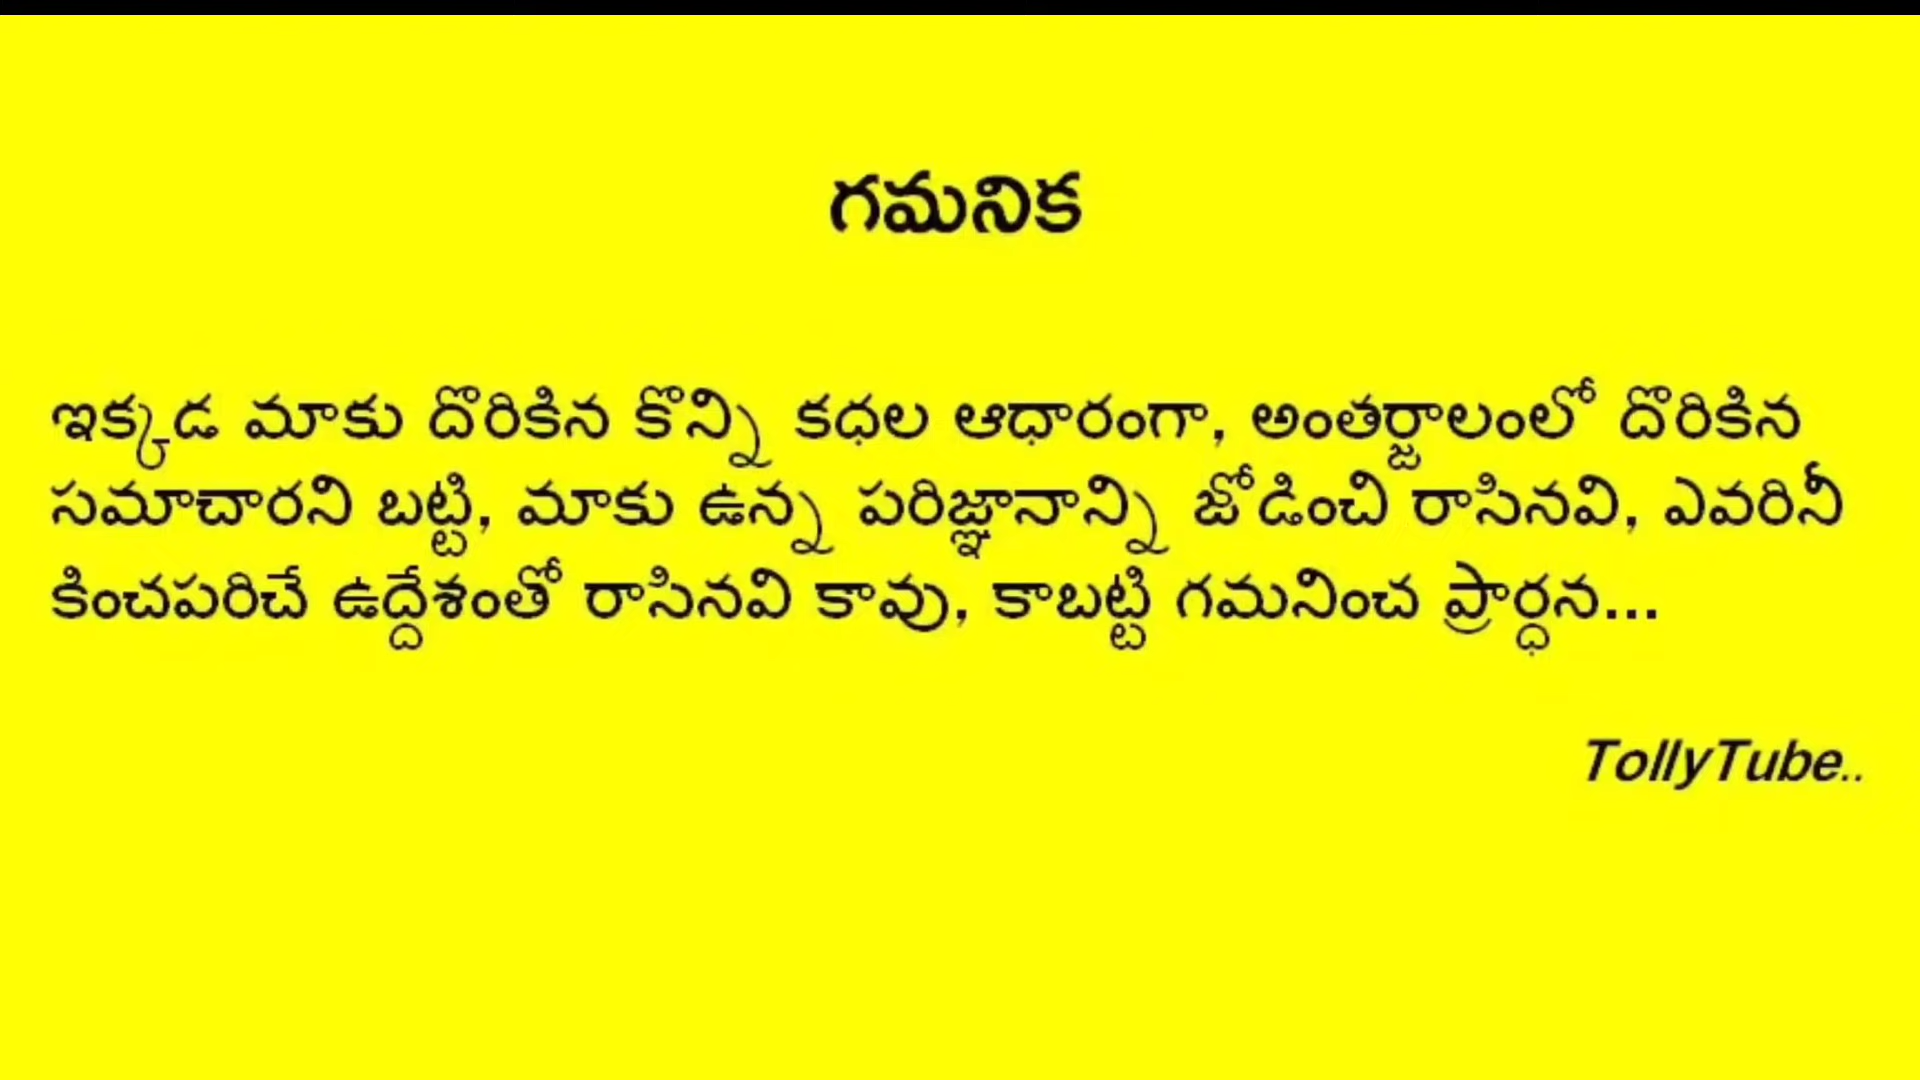 గమనిక
ఇక్కడ మాకు దొరికిన కొన్ని కధల ఆధారంగా, అంతర్జాలంలో దొరికిన
సమాచారని బట్టి, మాకు ఉన్న పరిజ్ఞానాన్ని జోడించి రాసినవి, ఎవరినీ
కించపరిచే ఉద్దేశంతో రాసినవి కావు, కాబట్టి గమనించ ప్రార్ధన...
TollyTube..